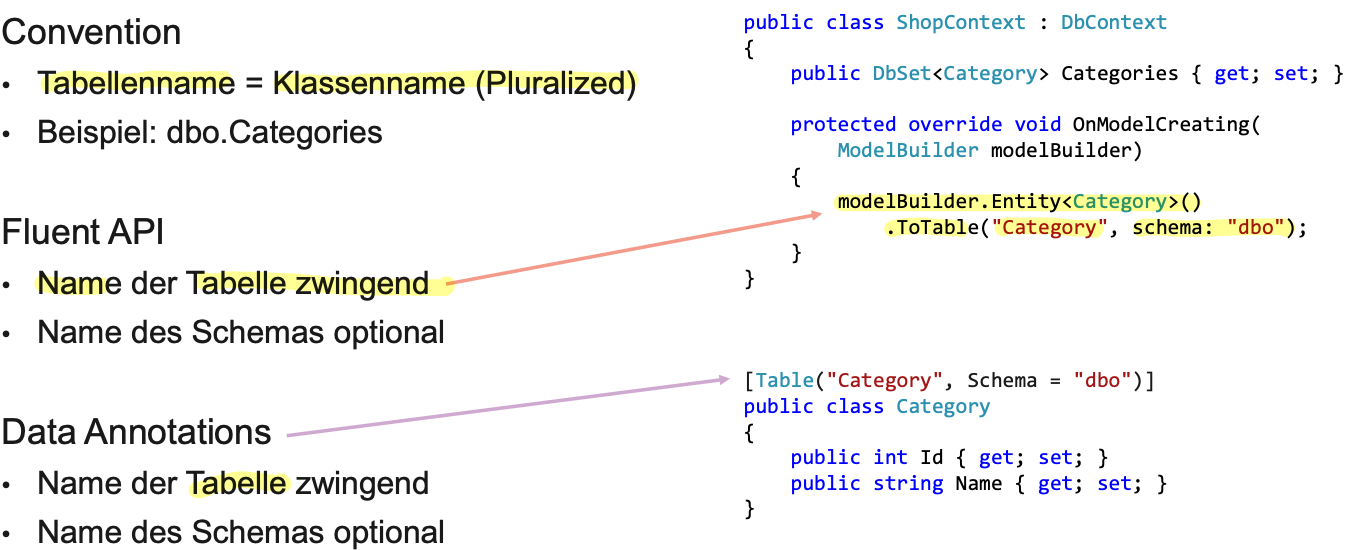 Convention
• Tabellenname = Klassenname (Pluralized)
• Beispiel: dbo.Categories
Fluent API
• Name der Tabelle zwingend
• Name des Schemas optional
Data Annotations
• Name der Tabelle zwingend
• Name des Schemas optional
public class ShopContext : DbContext
{
    public DbSet<Category> Categories { get; set; }
    protected override void OnModelCreating(
        ModelBuilder modelBuilder)
    {
        modelBuilder.Entity<Category>()
            .ToTable("Category", schema: "dbo");
    }
}
[Table("Category", Schema = "dbo")]
public class Category
{
    public int Id { get; set; }
    public string Name { get; set; }
}